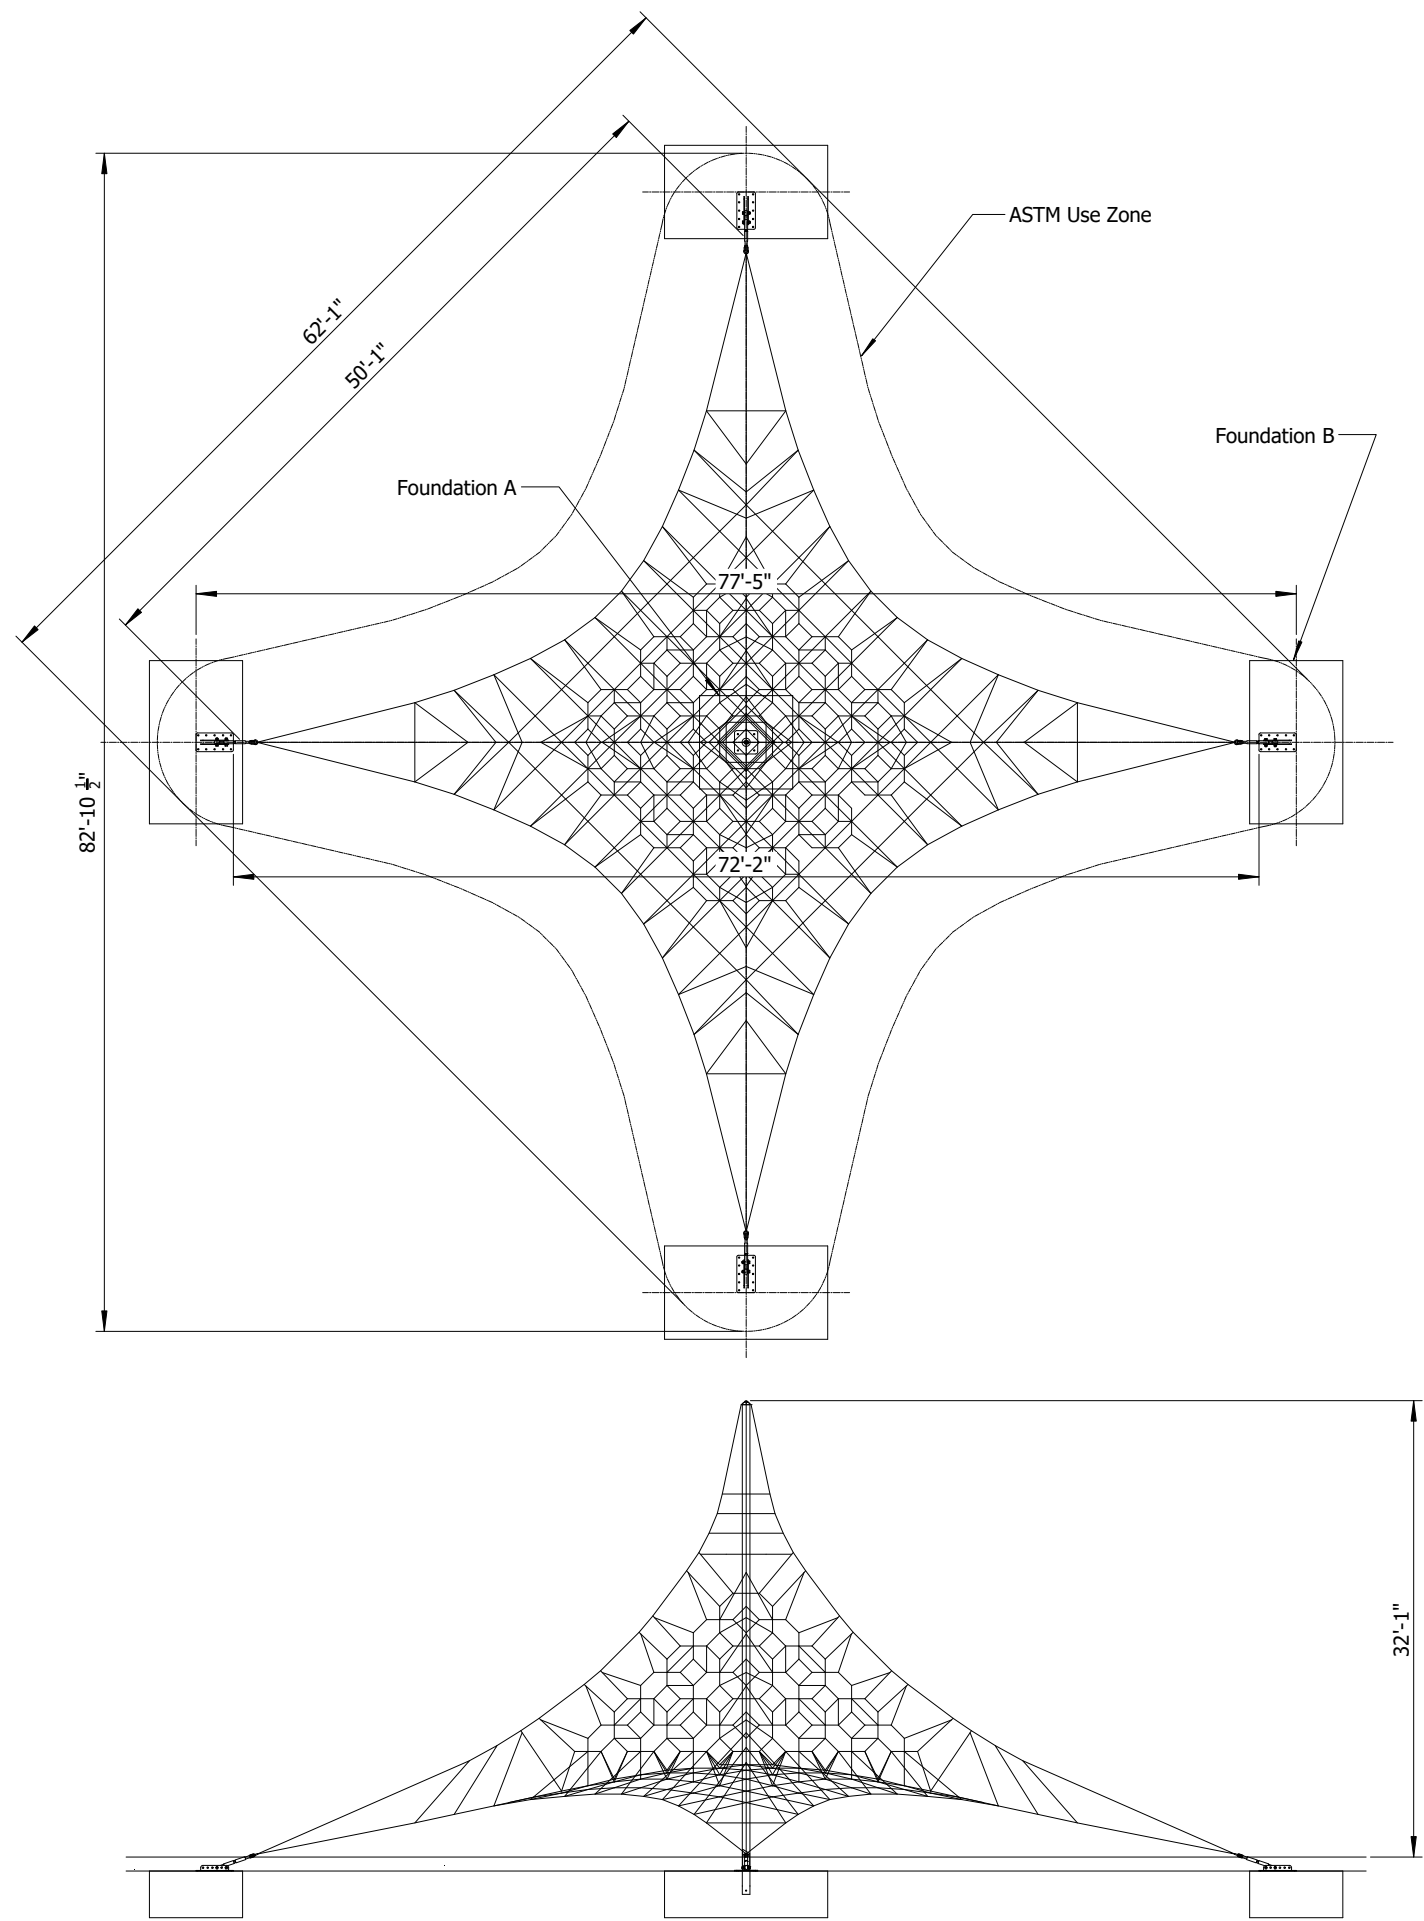 ASTM Use Zone
62'-1"
50'-1"
Foundation B
Foundation A
77'-5"
82'-10 1/2"
72'-2"
32'-1"